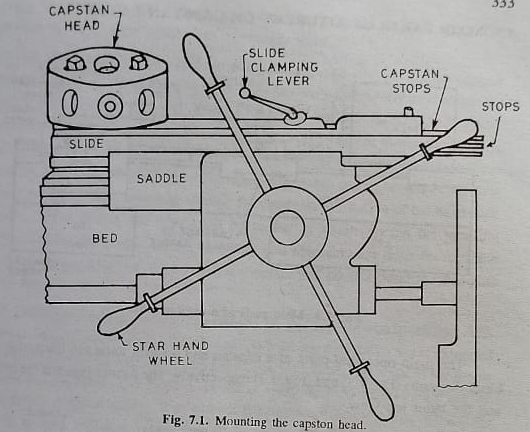 333
CAPSTAN
HEAD
SLIDE
CLAMPING
LEVER
CAPSTAN
STOPS
STOPS
SLIDE
SADDLE
BED
STAR HAND
WHEEL
Fig. 7.1. Mounting the capston head.